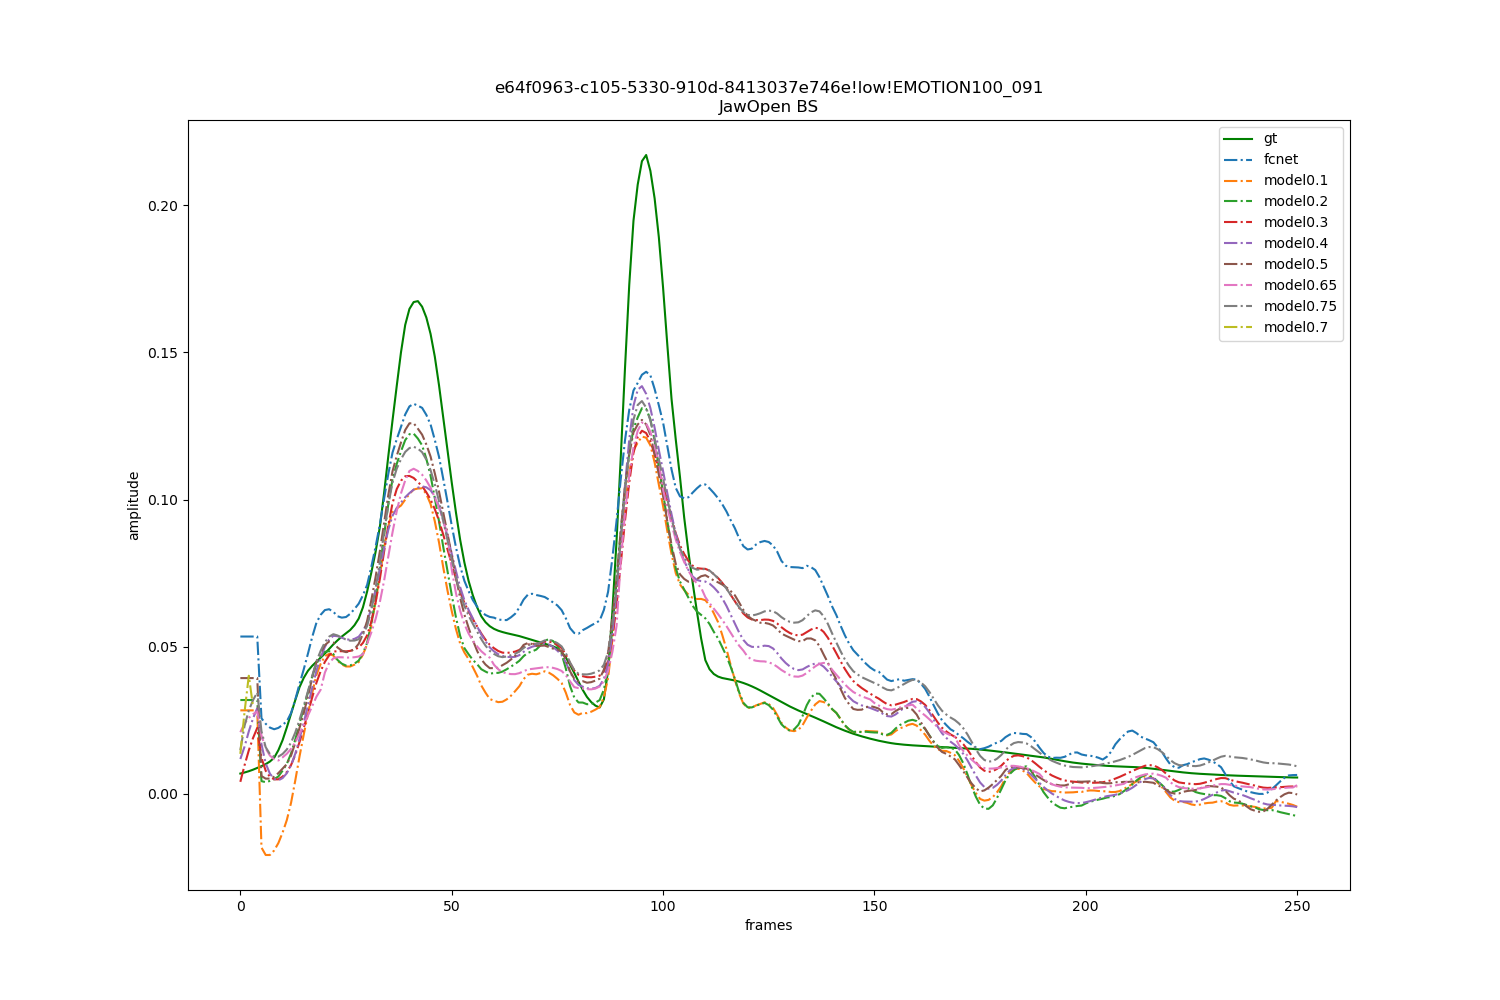 e64f0963-c105-5330-910d-8413037e746e!low!EMOTION100_091
JawOpen BS
gt
fcnet
model0.1
model0.2
model0.3
model0.4
model0.5
model0.65
model0.75
model0.7
0.20
0.15
0.10
0.05
0.00
amplitude
0
50
100
150
200
250
frames